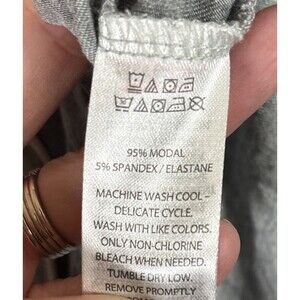 95% MODAL
5% SPANDEX / ELASTANE
MACHINE WASH COOL -
DELICATE CYCLE.
WASH WITH LIKE COLORS.
ONLY NON-CHLORINE
BLEACH WHEN NEEDED.
TUMBLE DRY LOW.
REMOVE PROMPTLY